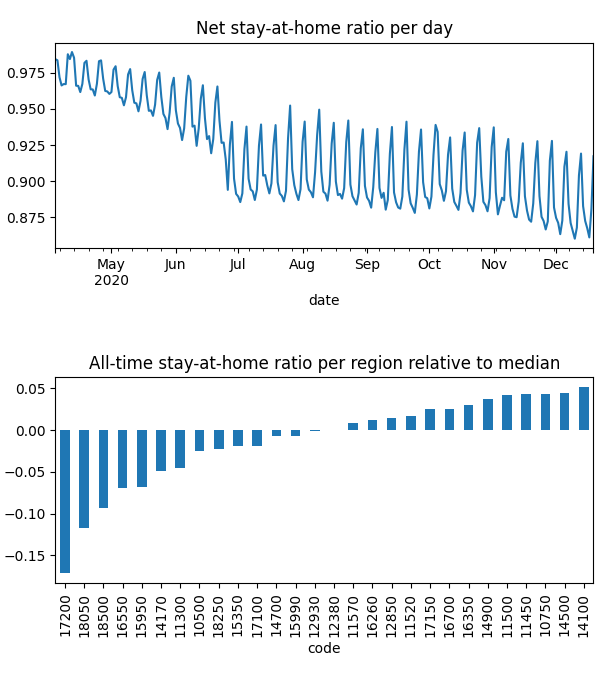 Net stay-at-home ratio per day
0.975
0.950
0.925
0.900
0.875
May Jun Jul Aug Sep Oct Nov Dec
2020
date
All-time stay-at-home ratio per region relative to median
0.05
0.00
−0.05
−0.10
−0.15
17200 18050 18500 16550 15950 14170 11300 10500 18250 15350 17100 14700 15990 12930 12380 11570 16260 12850 11520 17150 16700 16350 14900 11500 11450 10750 14500 14100
code